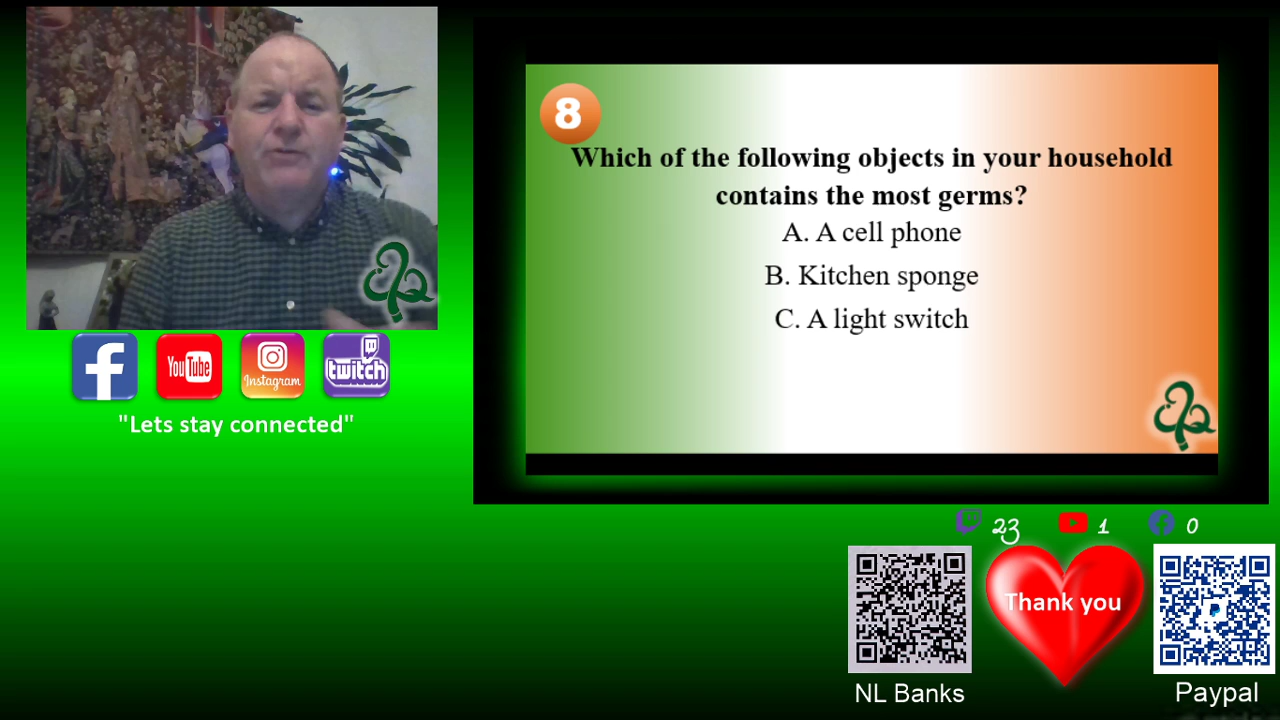 8
Which of the following objects in your household
contains the most germs?
A. A cell phone
B. Kitchen sponge
C. A light switch
f YouTube Instagram twitch
"Lets stay connected"
23 1 0
Thank you
NL Banks
Paypal